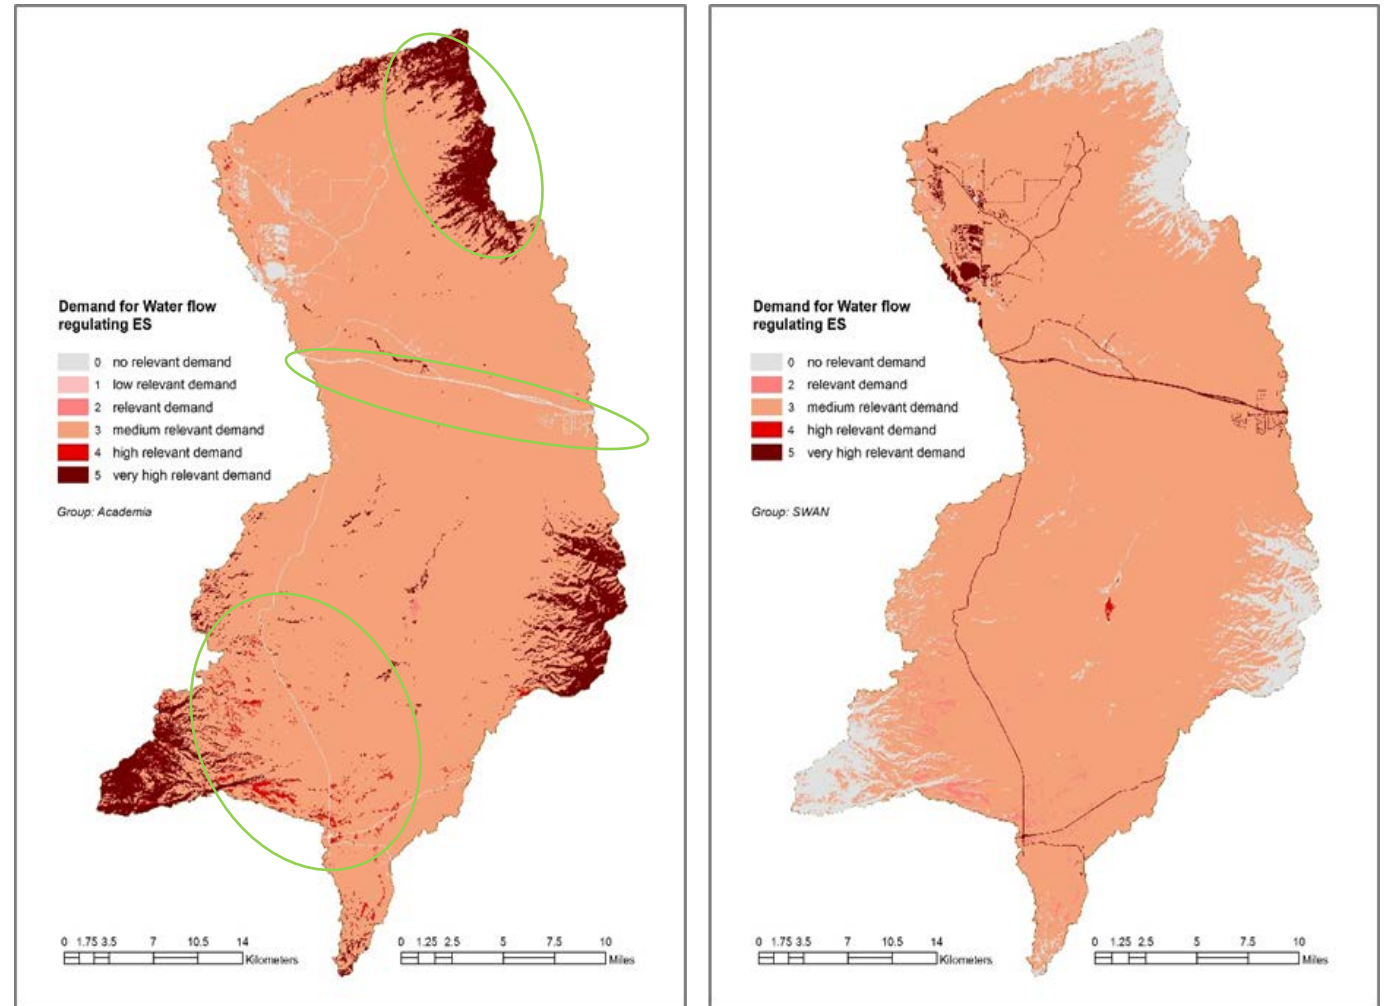 Demand for Water flow
regulating ES
0 no relevant demand
1 low relevant demand
2 relevant demand
3 medium relevant demand
4 high relevant demand
5 very high relevant demand
Group: Academia
0 1.75 3.5 7 10.5 14
Kilometers
0 1.25 2.5 5 7.5 10
Miles
Demand for Water flow
regulating ES
0 no relevant demand
2 relevant demand
3 medium relevant demand
4 high relevant demand
5 very high relevant demand
Group: SWAN
0 1.75 3.5 7 10.5 14
Kilometers
0 1.25 2.5 5 7.5 10
Miles